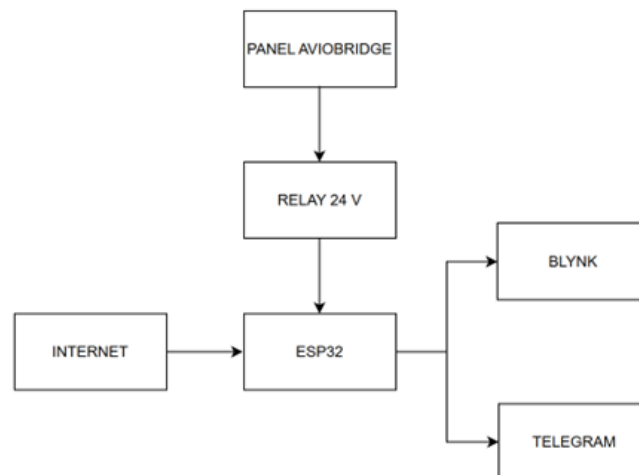 PANEL AVIOBRIDGE
RELAY 24 V
BLYNK
INTERNET
ESP32
TELEGRAM